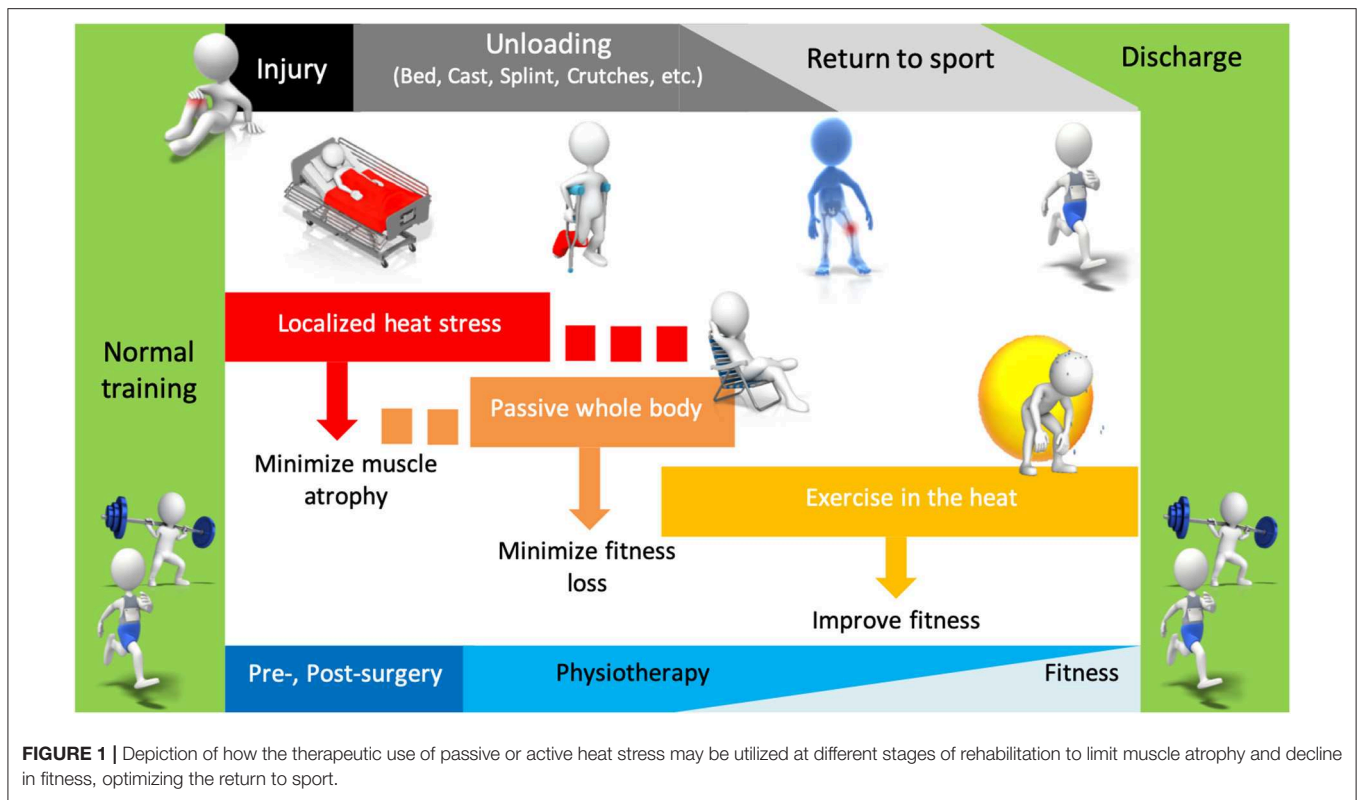 Injury
Unloading
(Bed, Cast, Splint, Crutches, etc.)
Return to sport
Discharge
Normal
training
Localized heat stress
Passive whole body
Minimize muscle
atrophy
Exercise in the heat
Minimize fitness
loss
Improve fitness
Pre-, Post-surgery
Physiotherapy
Fitness
FIGURE 1 | Depiction of how the therapeutic use of passive or active heat stress may be utilized at different stages of rehabilitation to limit muscle atrophy and decline
in fitness, optimizing the return to sport.